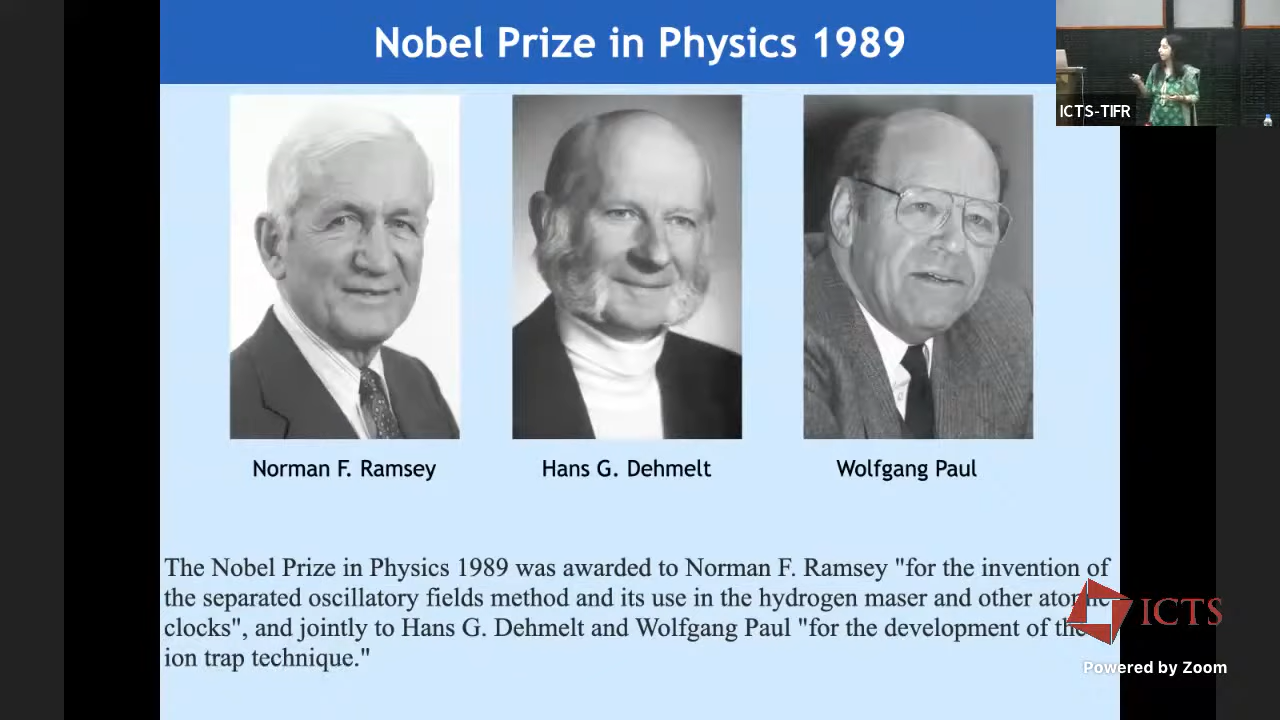 Nobel Prize in Physics 1989
ICTS-TIFR
Norman F. Ramsey
Hans G. Dehmelt
Wolfgang Paul
The Nobel Prize in Physics 1989 was awarded to Norman F. Ramsey "for the invention of
the separated oscillatory fields method and its use in the hydrogen maser and other atomic
clocks", and jointly to Hans G. Dehmelt and Wolfgang Paul "for the development of the
ion trap technique."
ICTS
Powered by Zoom